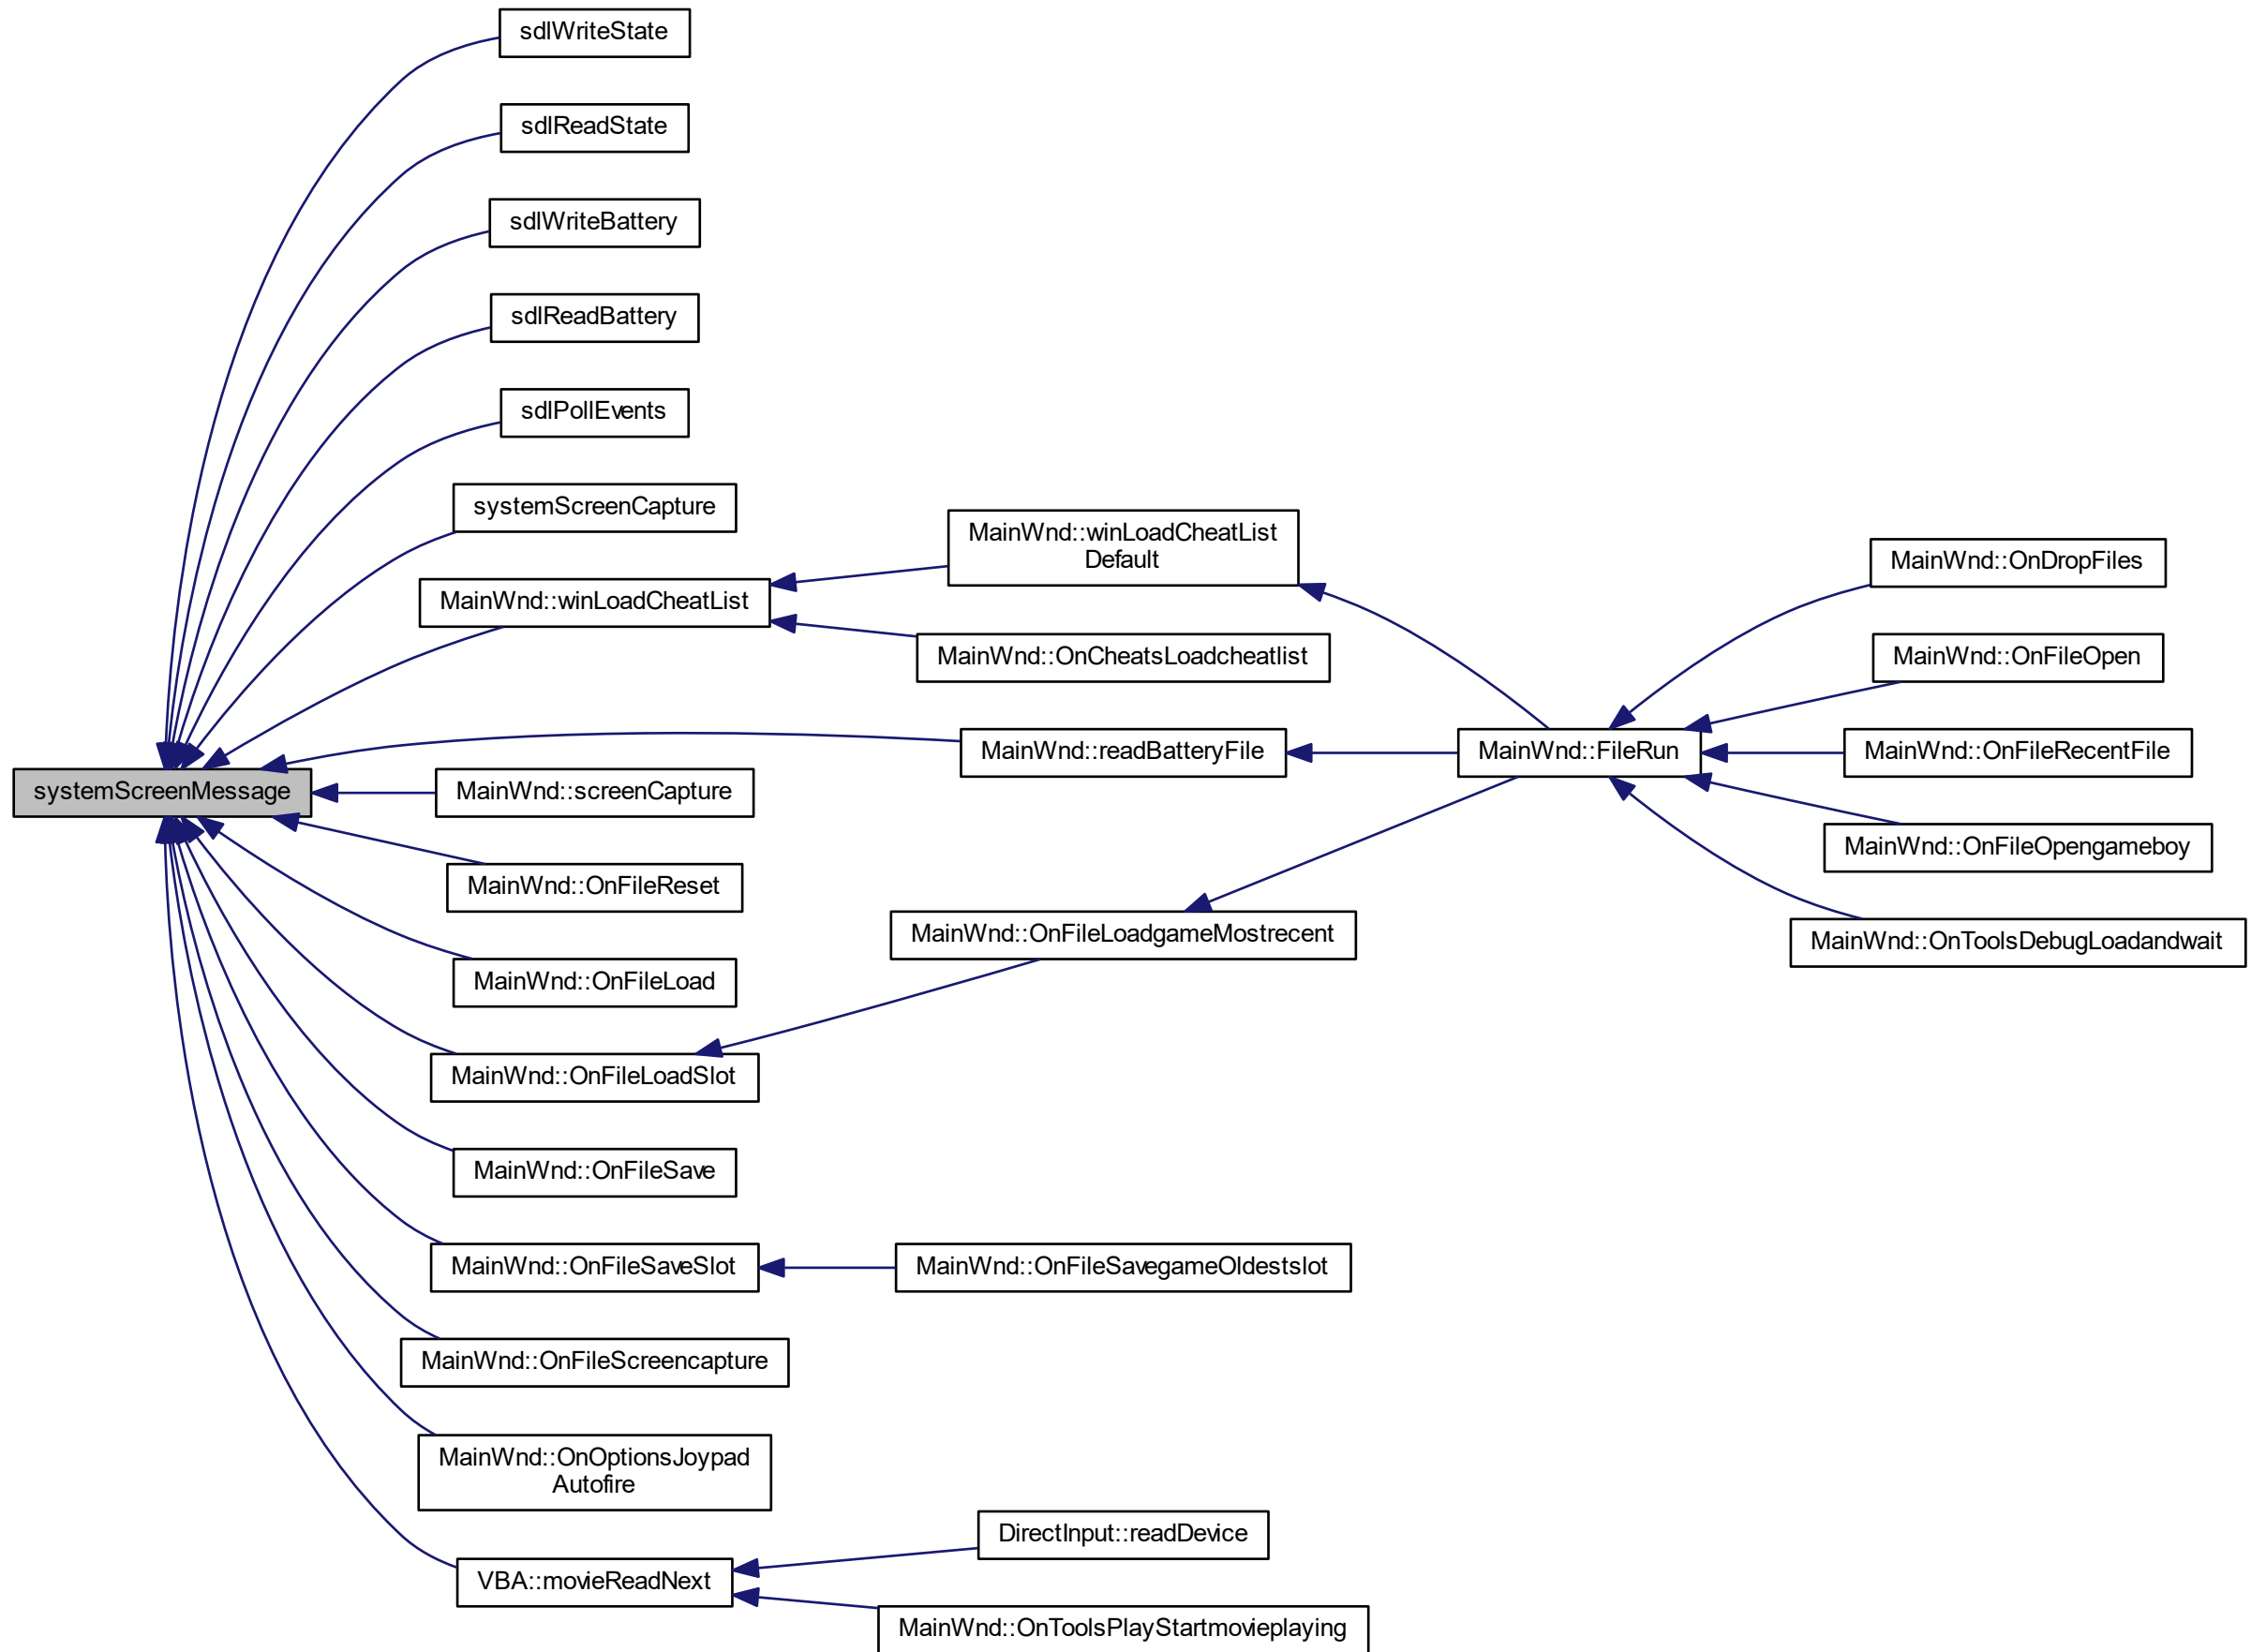 sdlWriteState
sdlReadState
sdlWriteBattery
sdlReadBattery
sdlPollEvents
systemScreenCapture
MainWnd::winLoadCheatList
MainWnd::winLoadCheatList
Default
MainWnd::OnCheatsLoadcheatlist
MainWnd::OnDropFiles
MainWnd::OnFileOpen
MainWnd::readBatteryFile
MainWnd::FileRun
MainWnd::OnFileRecentFile
systemScreenMessage
MainWnd::screenCapture
MainWnd::OnFileOpengameboy
MainWnd::OnFileReset
MainWnd::OnFileLoadgameMostrecent
MainWnd::OnToolsDebugLoadandwait
MainWnd::OnFileLoad
MainWnd::OnFileLoadSlot
MainWnd::OnFileSave
MainWnd::OnFileSaveSlot
MainWnd::OnFileSavegameOldestslot
MainWnd::OnFileScreencapture
MainWnd::OnOptionsJoypad
Autofire
DirectInput::readDevice
VBA::movieReadNext
MainWnd::OnToolsPlayStartmovieplaying